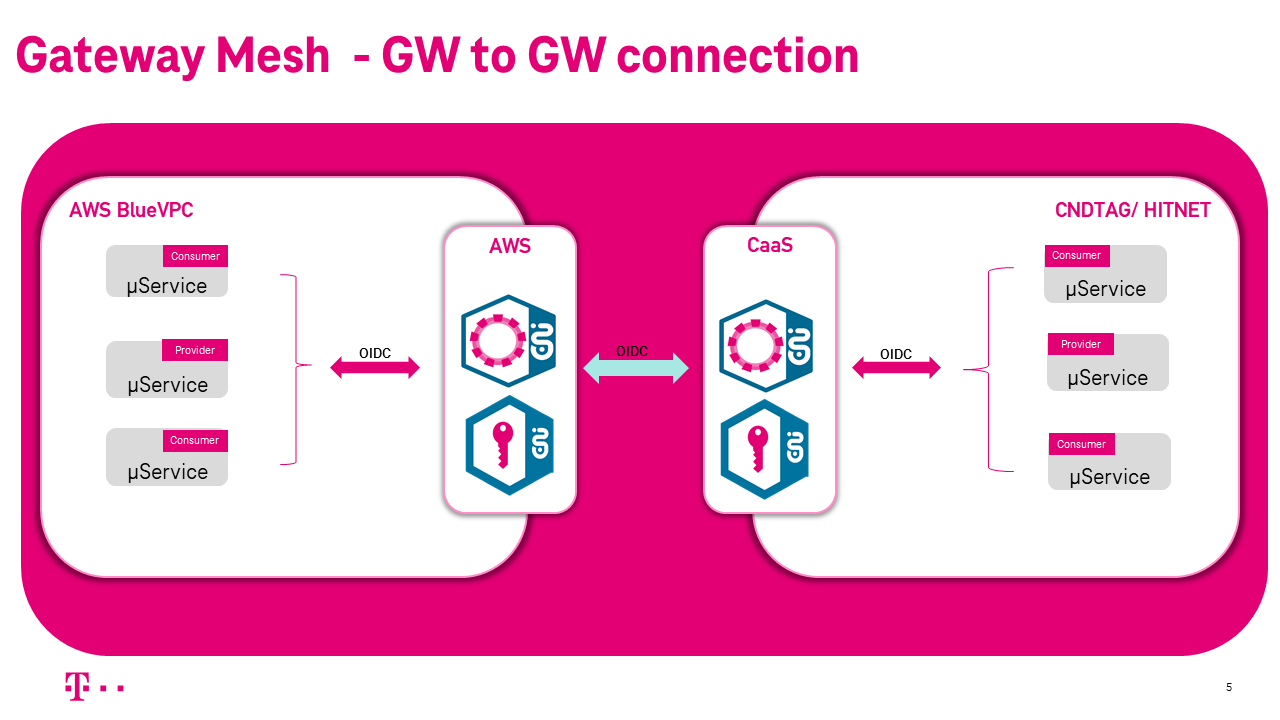 Gateway Mesh - GW to GW connection
AWS BlueVPC
Consumer
µService
Provider
µService
Consumer
µService
OIDC
AWS
OIDC
CaaS
OIDC
CNDTAG/ HITNET
Consumer
µService
Provider
µService
Consumer
µService
T
5